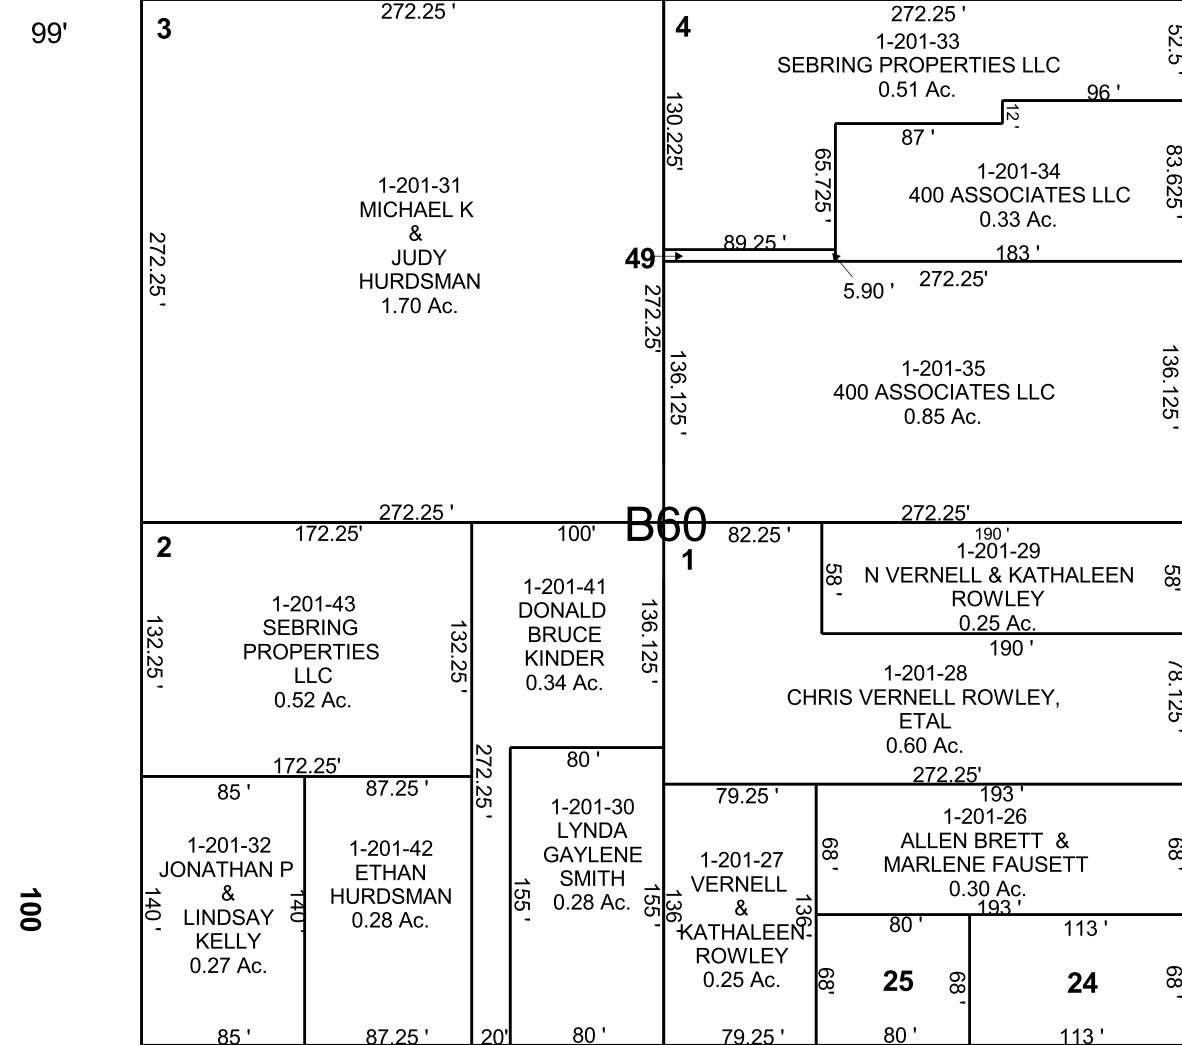 99'
3
272.25 '
1-201-31
MICHAEL K
&
JUDY
HURDSMAN
1.70 Ac.
272.25 '
272.25'
272.25 '
4
272.25 '
1-201-33
SEBRING PROPERTIES LLC
0.51 Ac.
52.5 '
130.225'
96 '
12 '
87 '
65.725 '
1-201-34
400 ASSOCIATES LLC
0.33 Ac.
83.625 '
89.25 '
183 '
49
5.90 '
272.25'
1-201-35
400 ASSOCIATES LLC
0.85 Ac.
136.125 '
136.125 '
272.25'
B60
2
172.25'
1-201-43
SEBRING
PROPERTIES
LLC
0.52 Ac.
132.25 '
132.25 '
172.25'
100'
1-201-41
DONALD
BRUCE
KINDER
0.34 Ac.
136.125 '
272.25 '
20'
1
82.25 '
190 '
1-201-29
N VERNELL & KATHALEEN
ROWLEY
0.25 Ac.
58 '
58'
190 '
1-201-28
CHRIS VERNELL ROWLEY,
ETAL
0.60 Ac.
78.125 '
272.25'
85 '
1-201-32
JONATHAN P
&
LINDSAY
KELLY
0.27 Ac.
140 '
140'
85 '
87.25 '
1-201-42
ETHAN
HURDSMAN
0.28 Ac.
87.25 '
80 '
1-201-30
LYNDA
GAYLENE
SMITH
0.28 Ac.
155 '
155 '
80 '
79.25 '
1-201-27
VERNELL
&
KATHALEEN
ROWLEY
0.25 Ac.
136 '
136 '
79.25 '
193 '
1-201-26
ALLEN BRETT &
MARLENE FAUSETT
0.30 Ac.
68 '
68 '
193 '
80 '
25
68'
68 '
80 '
113 '
24
68 '
113 '
100